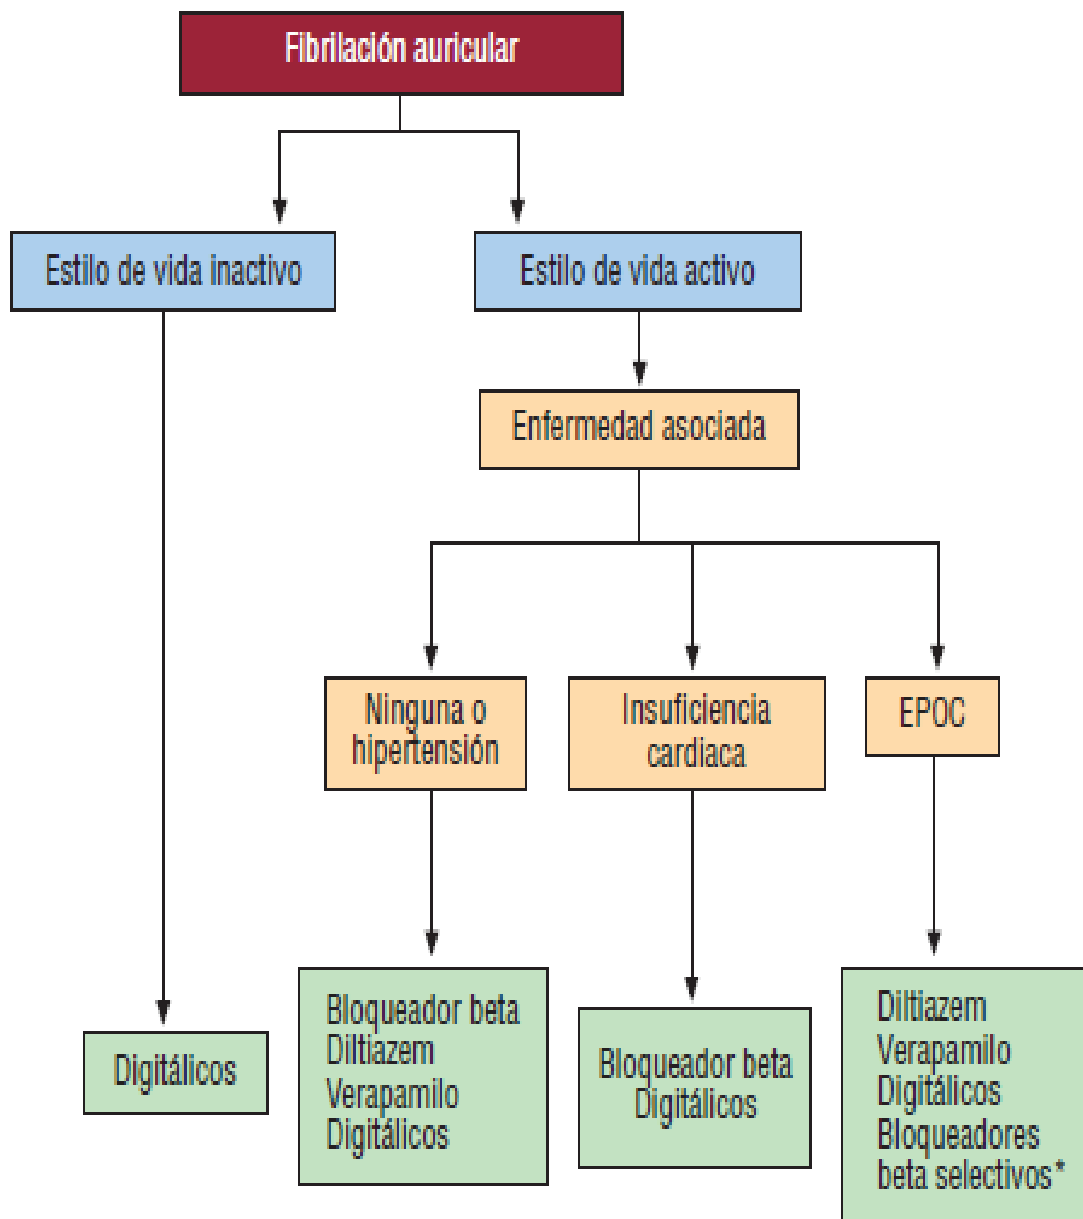 Fibrilación auricular
Estilo de vida inactivo
Estilo de vida activo
Enfermedad asociada
Ninguna o
hipertensión
Insuficiencia
cardiaca
EPOC
Digitálicos
Bloqueador beta
Diltiazem
Verapamilo
Digitálicos
Bloqueador beta
Digitálicos
Diltiazem
Verapamilo
Digitálicos
Bloqueadores
beta selectivos*